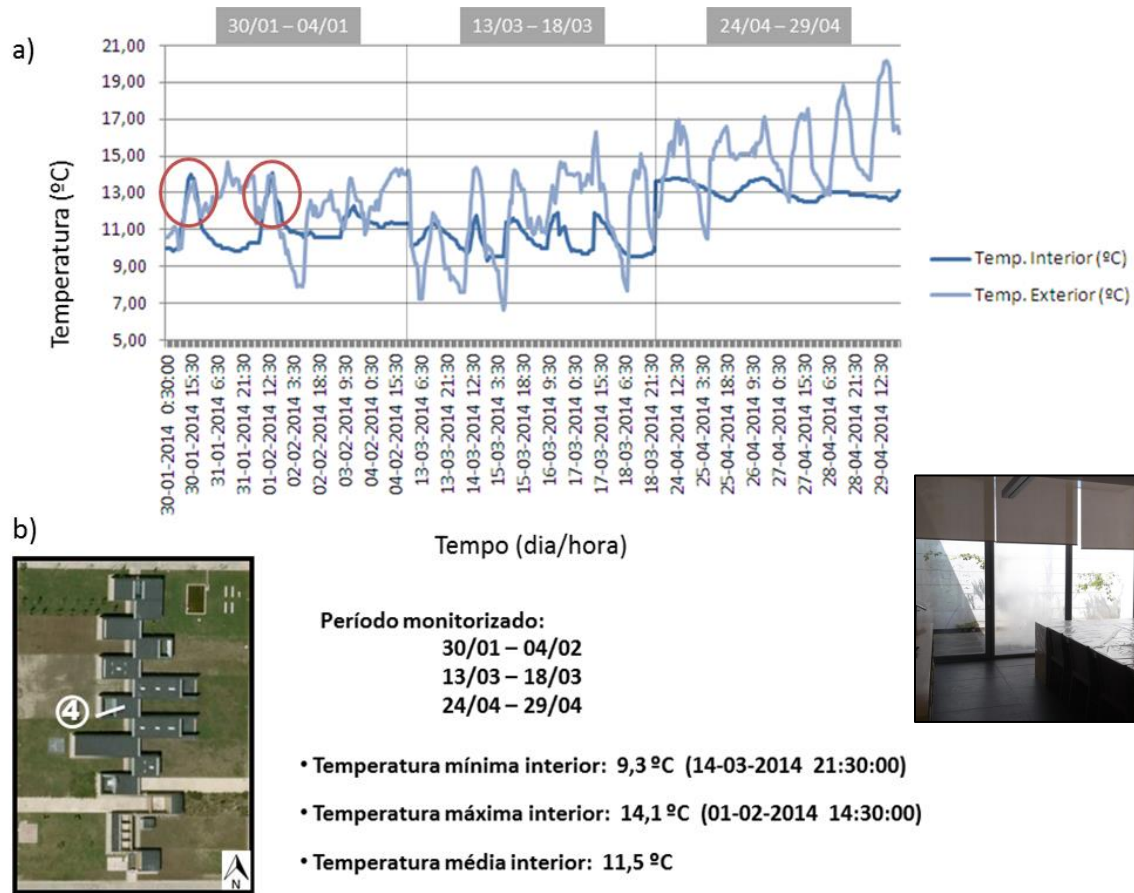 30/01 – 04/01
13/03 – 18/03
24/04 – 29/04
a)
21,00
19,00
17,00
15,00
13,00
11,00
9,00
7,00
5,00
Temperatura (ºC)
Temp. Interior (ºC)
Temp. Exterior (ºC)
30-01-2014 0:30:00
30-01-2014 15:30
31-01-2014 6:30
31-01-2014 21:30
01-02-2014 12:30
02-02-2014 3:30
02-02-2014 18:30
03-02-2014 9:30
04-02-2014 0:30
04-02-2014 15:30
13-03-2014 6:30
13-03-2014 21:30
14-03-2014 12:30
15-03-2014 3:30
15-03-2014 18:30
16-03-2014 9:30
17-03-2014 0:30
17-03-2014 15:30
18-03-2014 6:30
18-03-2014 21:30
24-04-2014 12:30
25-04-2014 3:30
25-04-2014 18:30
26-04-2014 9:30
27-04-2014 0:30
27-04-2014 15:30
28-04-2014 6:30
28-04-2014 21:30
29-04-2014 12:30
Tempo (dia/hora)
b)
4
N
Período monitorizado:
30/01 – 04/02
13/03 – 18/03
24/04 – 29/04
• Temperatura mínima interior: 9,3 ºC (14-03-2014 21:30:00)
• Temperatura máxima interior: 14,1 ºC (01-02-2014 14:30:00)
• Temperatura média interior: 11,5 ºC